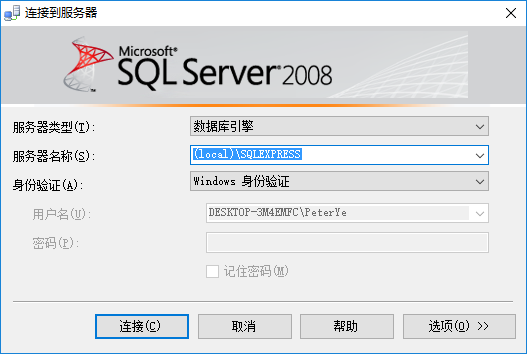 连接到服务器
Microsoft®
SQL Server® 2008
服务器类型(T):
数据库引擎
服务器名称(S):
(local)\SQLEXPRESS
身份验证(A):
Windows 身份验证
用户名(U):
DESKTOP-3M4EMFC\PeterYe
密码(P):
记住密码(M)
连接(C)
取消
帮助
选项(O) >>